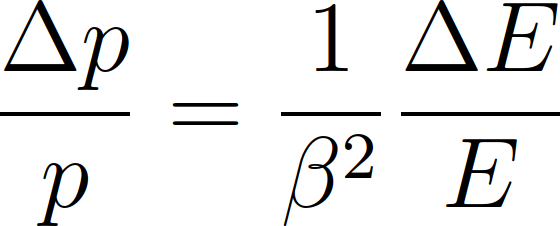 Δp/p = 1/β² ΔE/E